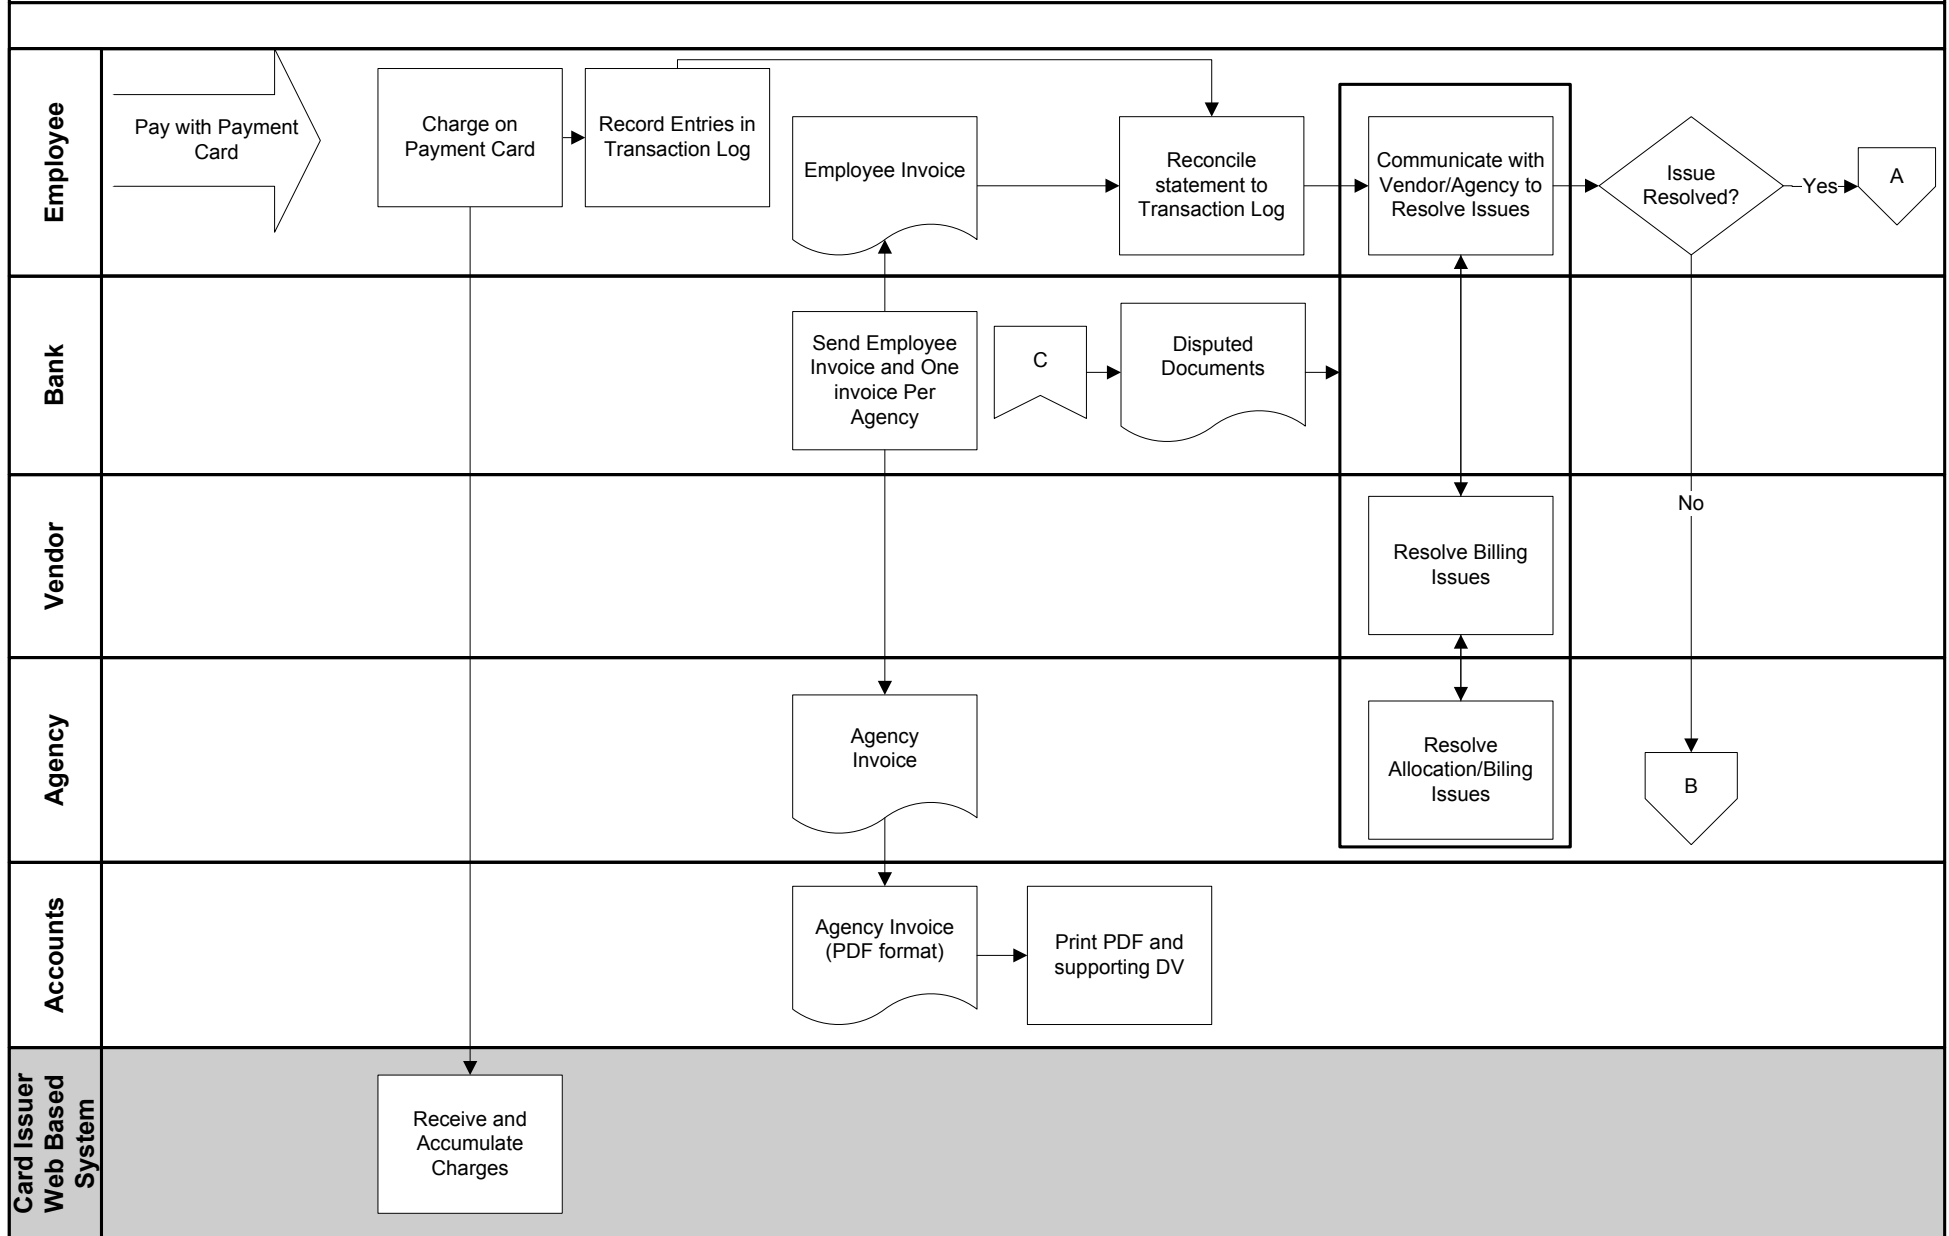 Employee
Pay with Payment
Card
Charge on
Payment Card
Record Entries in
Transaction Log
Employee Invoice
Reconcile
statement to
Transaction Log
Communicate with
Vendor/Agency to
Resolve Issues
Issue
Resolved?
Yes
A
Bank
Send Employee
Invoice and One
invoice Per
Agency
C
Disputed
Documents
Vendor
Resolve Billing
Issues
No
Agency
Agency
Invoice
Resolve
Allocation/Biling
Issues
B
Accounts
Agency Invoice
(PDF format)
Print PDF and
supporting DV
Card Issuer
Web Based
System
Receive and
Accumulate
Charges